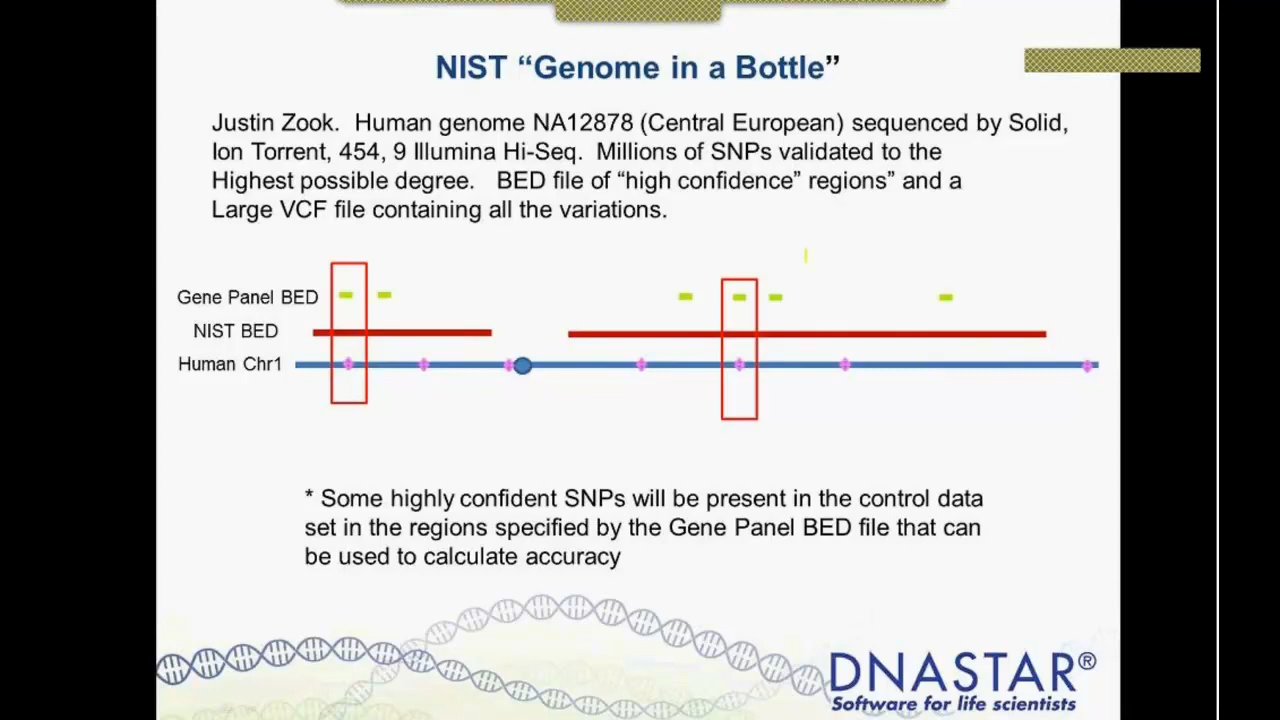 NIST “Genome in a Bottle”
Justin Zook. Human genome NA12878 (Central European) sequenced by Solid,
Ion Torrent, 454, 9 Illumina Hi-Seq. Millions of SNPs validated to the
Highest possible degree. BED file of “high confidence” regions” and a
Large VCF file containing all the variations.
Gene Panel BED
NIST BED
Human Chr1
* Some highly confident SNPs will be present in the control data
set in the regions specified by the Gene Panel BED file that can
be used to calculate accuracy
DNASTAR®
Software for life scientists